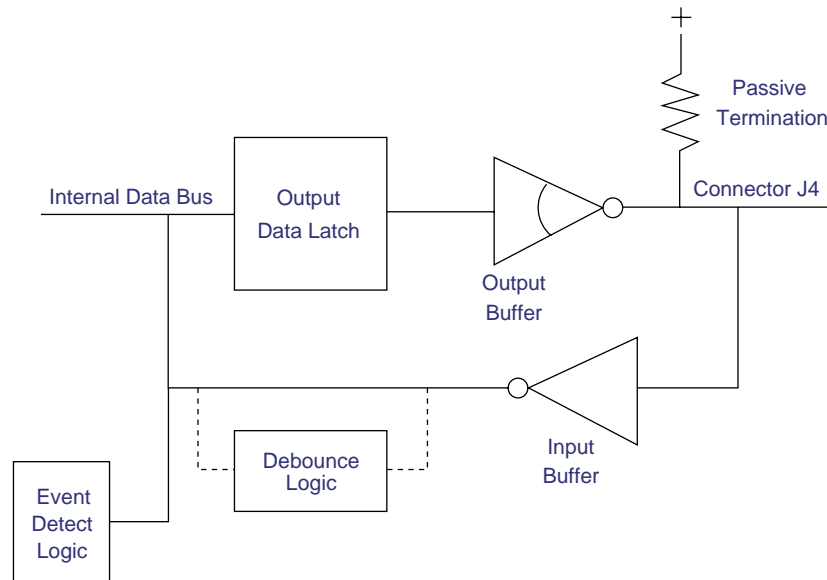 +
Passive
Termination
Internal Data Bus
Output
Data Latch
Connector J4
Output
Buffer
Debounce
Logic
Input
Buffer
Event
Detect
Logic